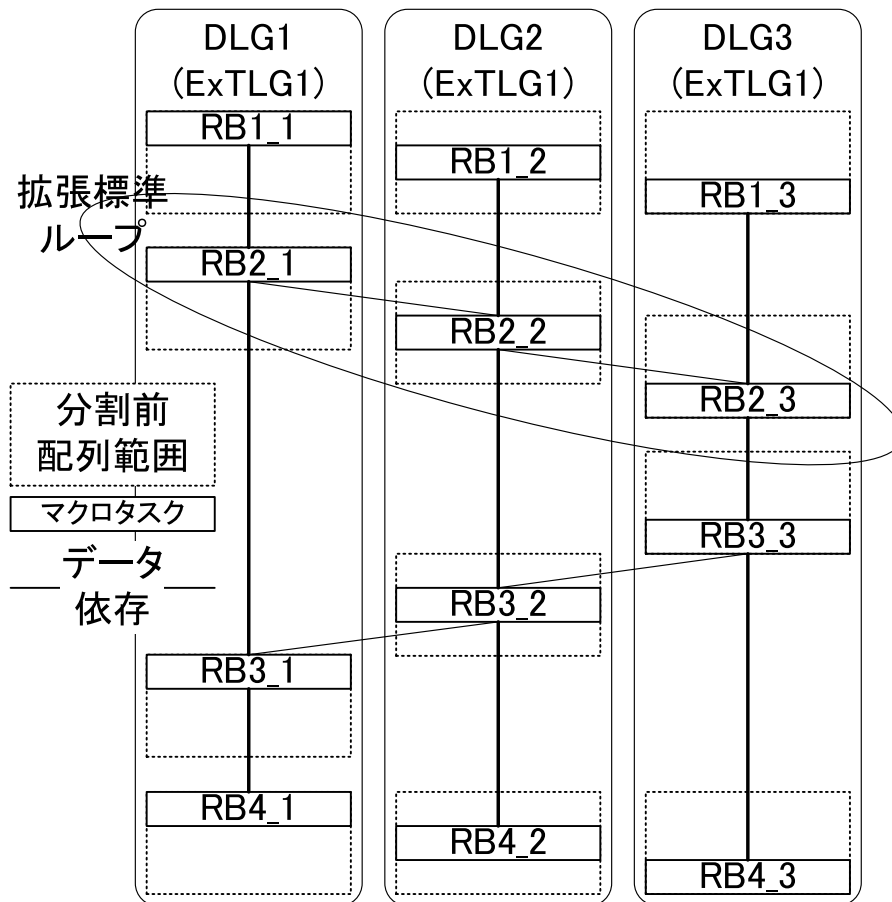 DLG1
(ExTLG1)
DLG2
(ExTLG1)
DLG3
(ExTLG1)
RB1_1
RB1_2
RB1_3
拡張標準
ループ
RB2_1
RB2_2
RB2_3
分割前
配列範囲
マクロタスク
データ
依存
RB3_3
RB3_2
RB3_1
RB4_1
RB4_2
RB4_3